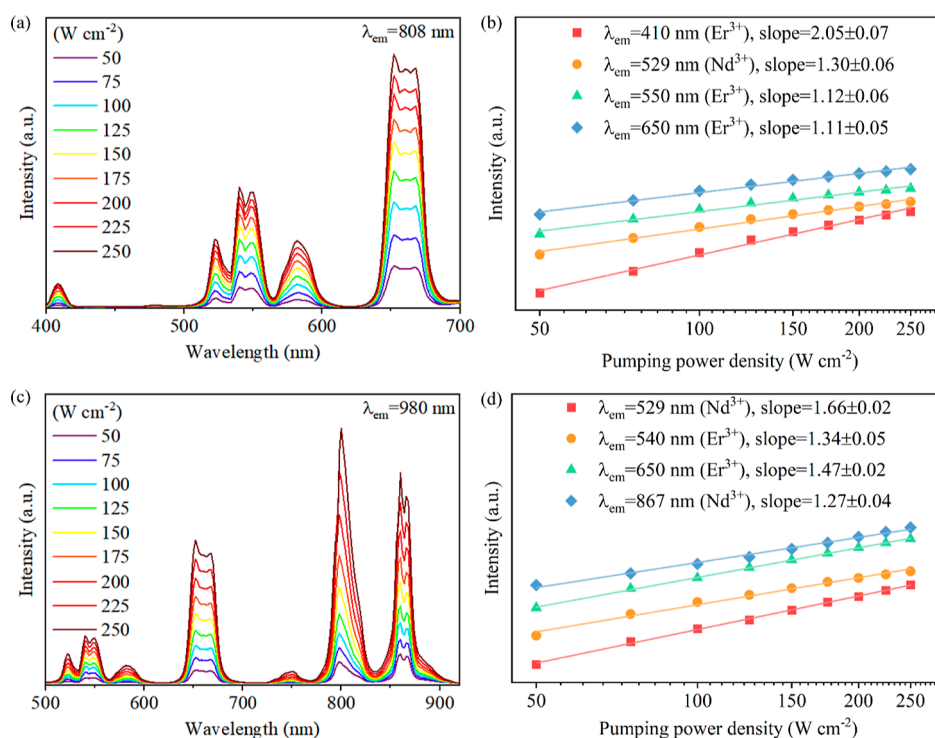 (a)
(W cm⁻²)
λem=808 nm
50
75
100
125
150
175
200
225
250
Intensity (a.u.)
400
500
600
700
Wavelength (nm)
(b)
λem=410 nm (Er³⁺), slope=2.05±0.07
λem=529 nm (Nd³⁺), slope=1.30±0.06
λem=550 nm (Er³⁺), slope=1.12±0.06
λem=650 nm (Er³⁺), slope=1.11±0.05
Intensity (a.u.)
50
100
150
200
250
Pumping power density (W cm⁻²)
(c)
(W cm⁻²)
λem=980 nm
50
75
100
125
150
175
200
225
250
Intensity (a.u.)
500
600
700
800
900
Wavelength (nm)
(d)
λem=529 nm (Nd³⁺), slope=1.66±0.02
λem=540 nm (Er³⁺), slope=1.34±0.05
λem=650 nm (Er³⁺), slope=1.47±0.02
λem=867 nm (Nd³⁺), slope=1.27±0.04
Intensity (a.u.)
50
100
150
200
250
Pumping power density (W cm⁻²)